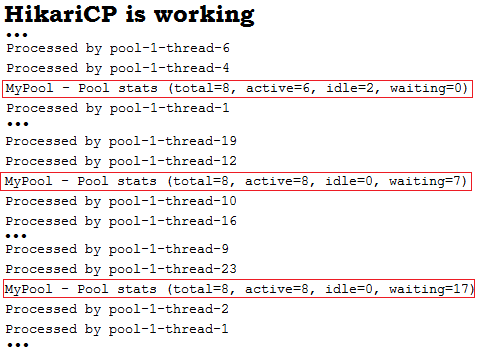 HikariCP is working
...
Processed by pool-1-thread-6
Processed by pool-1-thread-4
MyPool - Pool stats (total=8, active=6, idle=2, waiting=0)
Processed by pool-1-thread-1
...
Processed by pool-1-thread-19
Processed by pool-1-thread-12
MyPool - Pool stats (total=8, active=8, idle=0, waiting=7)
Processed by pool-1-thread-10
Processed by pool-1-thread-16
...
Processed by pool-1-thread-9
Processed by pool-1-thread-23
MyPool - Pool stats (total=8, active=8, idle=0, waiting=17)
Processed by pool-1-thread-2
Processed by pool-1-thread-1
...